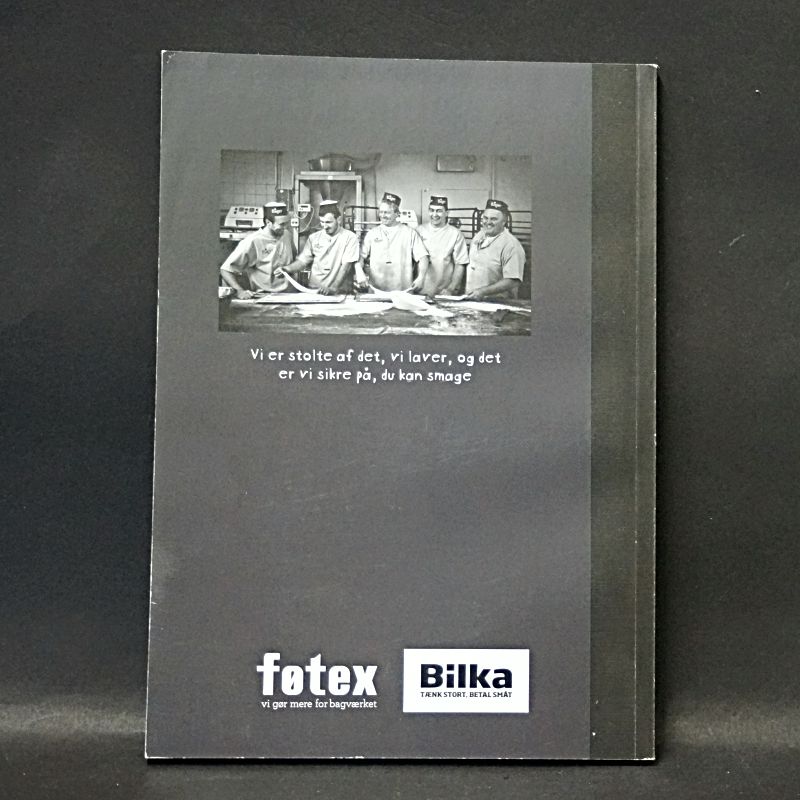 Vi er stolte af det, vi laver, og det
er vi sikre på, du kan smage
føtex
vi gør mere for bagværket
Bilka
TÆNK STORT. BETAL SMÅT